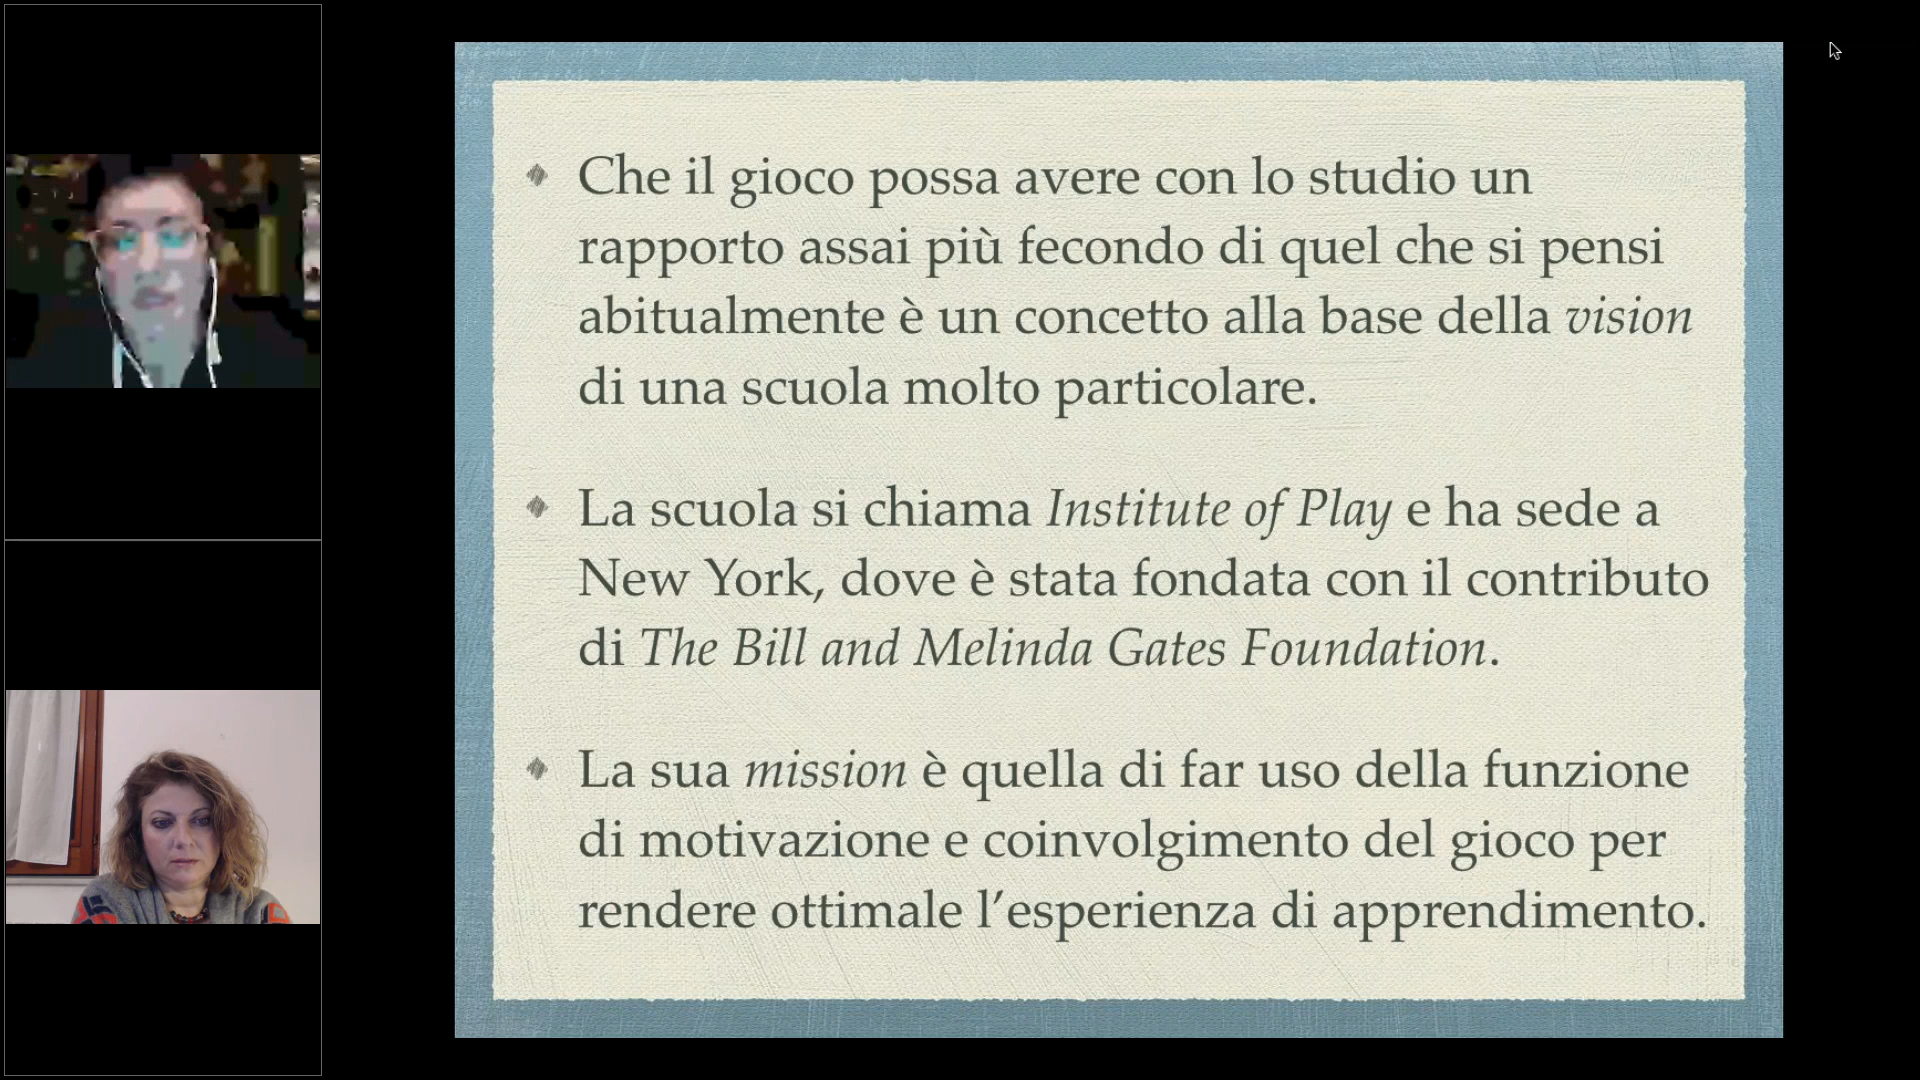 Che il gioco possa avere con lo studio un
rapporto assai più fecondo di quel che si pensi
abitualmente è un concetto alla base della vision
di una scuola molto particolare.
La scuola si chiama Institute of Play e ha sede a
New York, dove è stata fondata con il contributo
di The Bill and Melinda Gates Foundation.
La sua mission è quella di far uso della funzione
di motivazione e coinvolgimento del gioco per
rendere ottimale l’esperienza di apprendimento.